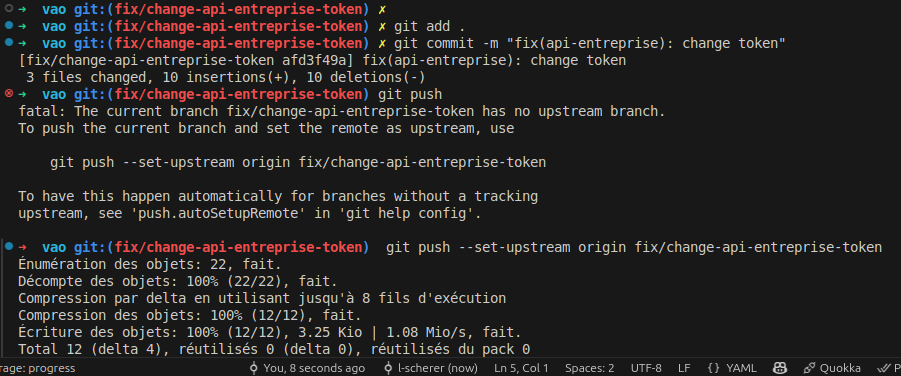 ➜ vao git:(fix/change-api-entreprise-token) ✗
➜ vao git:(fix/change-api-entreprise-token) ✗ git add .
➜ vao git:(fix/change-api-entreprise-token) ✗ git commit -m "fix(api-entreprise): change token"
[fix/change-api-entreprise-token afd3f49a] fix(api-entreprise): change token
 3 files changed, 10 insertions(+), 10 deletions(-)
➜ vao git:(fix/change-api-entreprise-token) git push
fatal: The current branch fix/change-api-entreprise-token has no upstream branch.
To push the current branch and set the remote as upstream, use
    git push --set-upstream origin fix/change-api-entreprise-token
To have this happen automatically for branches without a tracking
upstream, see 'push.autoSetupRemote' in 'git help config'.
➜ vao git:(fix/change-api-entreprise-token)  git push --set-upstream origin fix/change-api-entreprise-token
Énumération des objets: 22, fait.
Décompte des objets: 100% (22/22), fait.
Compression par delta en utilisant jusqu'à 8 fils d'exécution
Compression des objets: 100% (12/12), fait.
Écriture des objets: 100% (12/12), 3.25 Kio | 1.08 Mio/s, fait.
Total 12 (delta 4), réutilisés 0 (delta 0), réutilisés du pack 0
rage: progress You, 8 seconds ago l-scherer (now) Ln 5, Col 1 Spaces: 2 UTF-8 LF {} YAML Quokka P